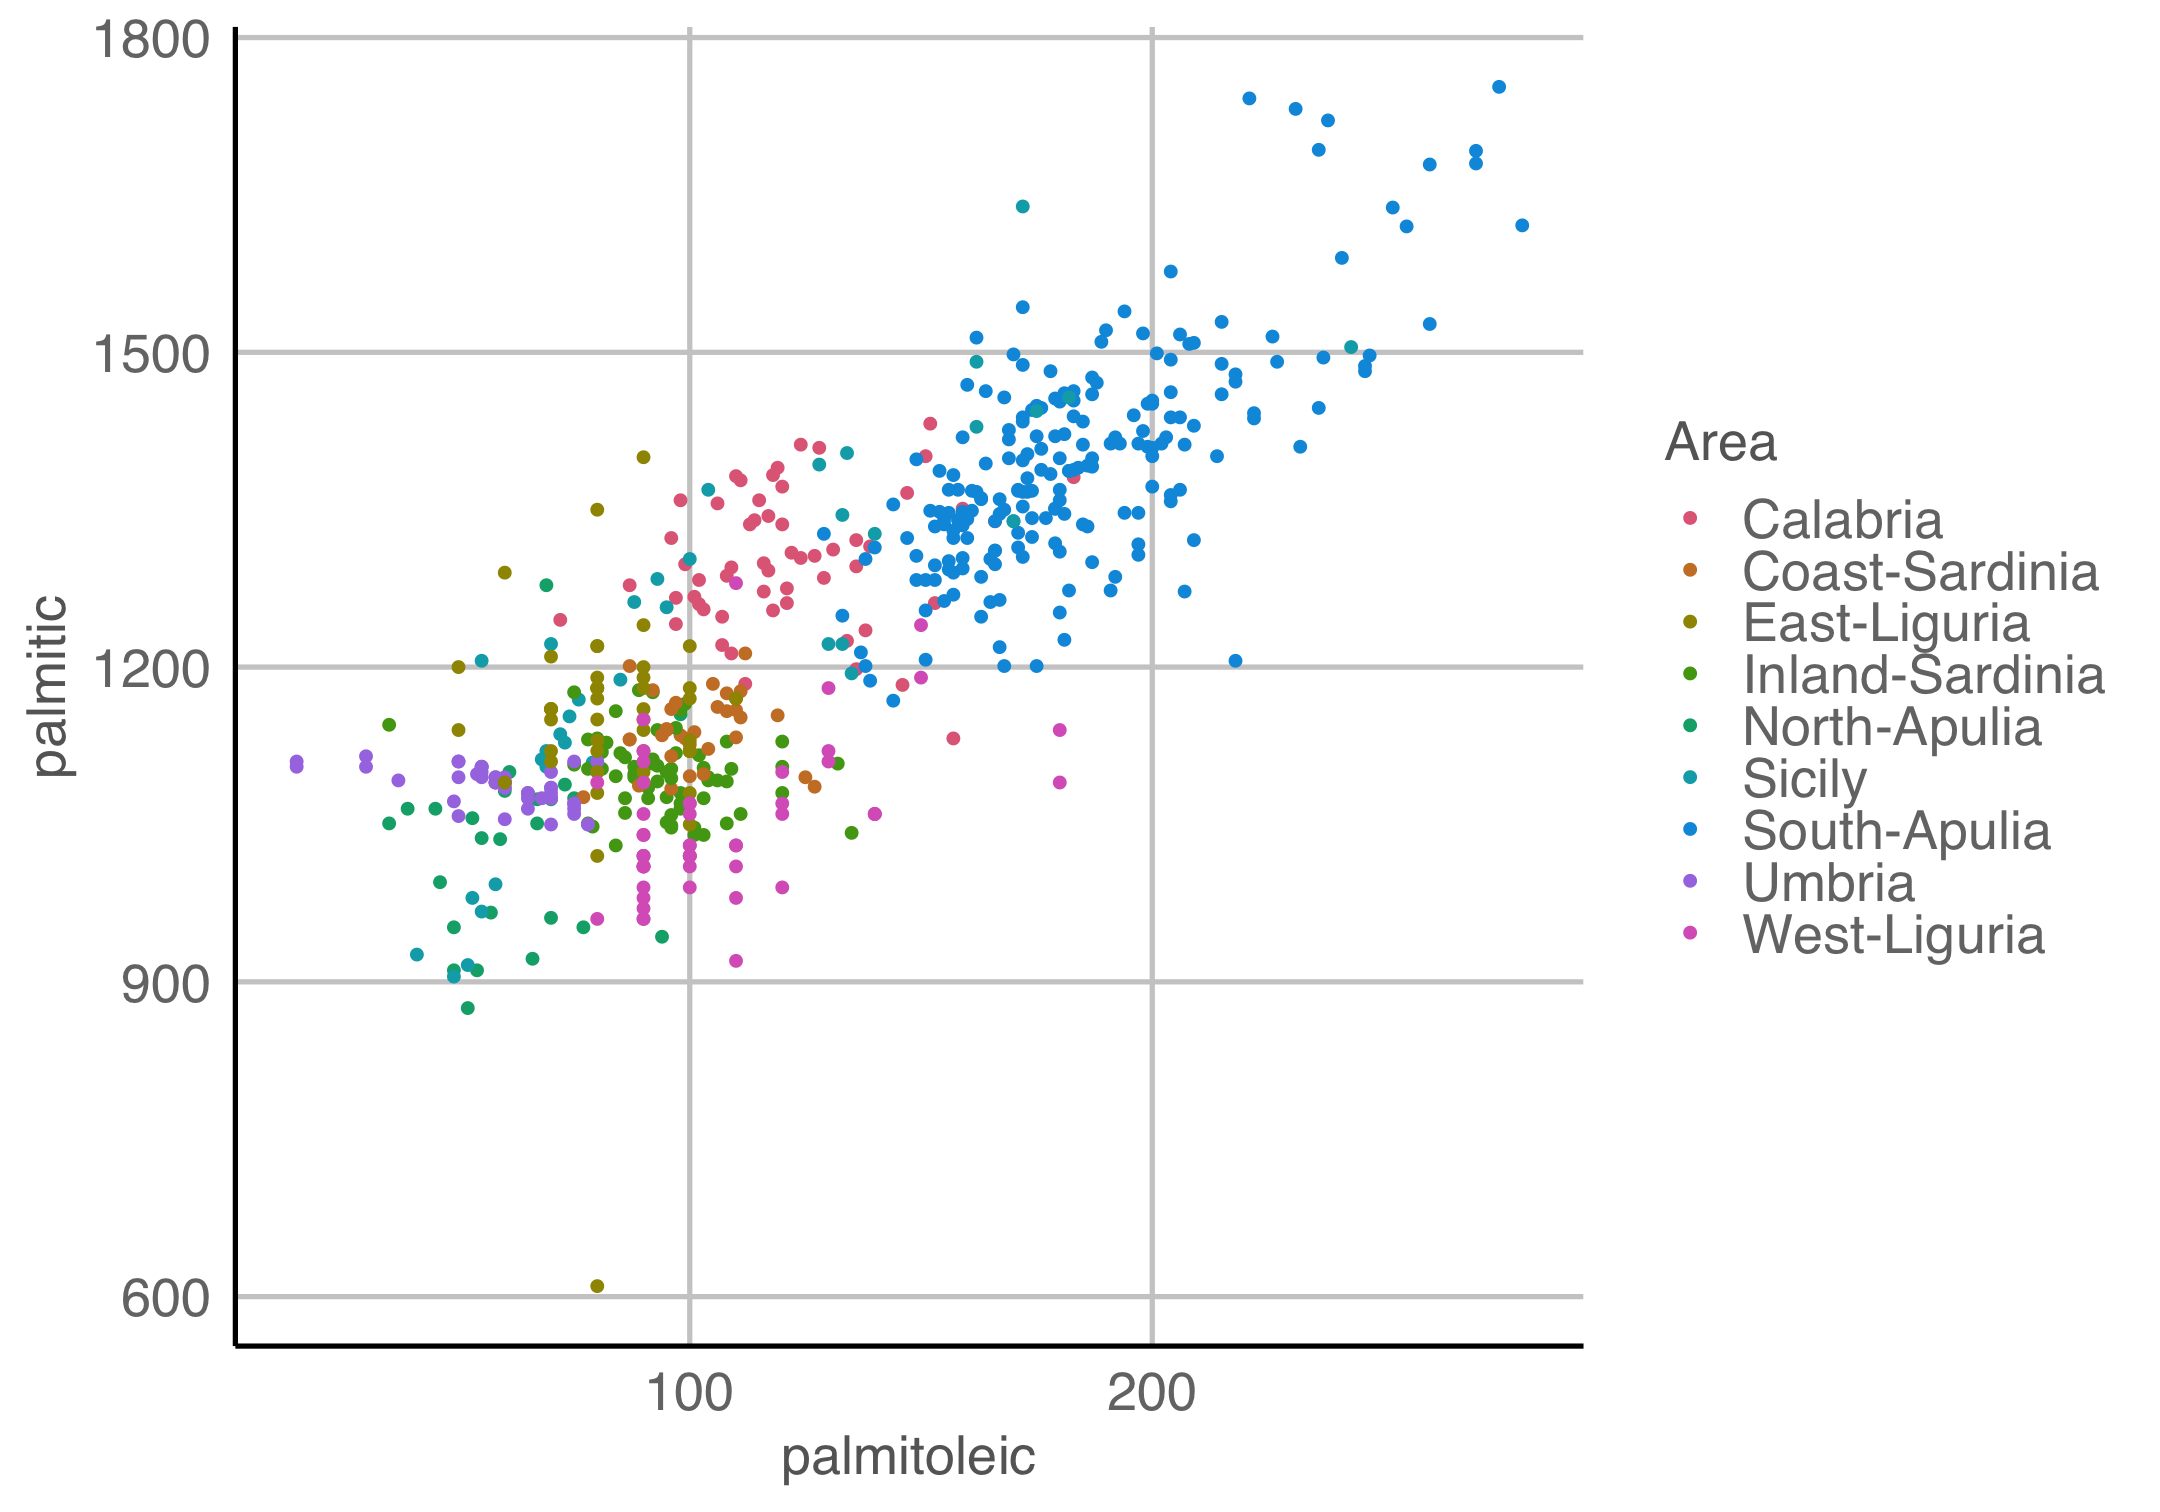 1800
1500
1200
900
600
palmitic
100
200
palmitoleic
Area
Calabria
Coast-Sardinia
East-Liguria
Inland-Sardinia
North-Apulia
Sicily
South-Apulia
Umbria
West-Liguria